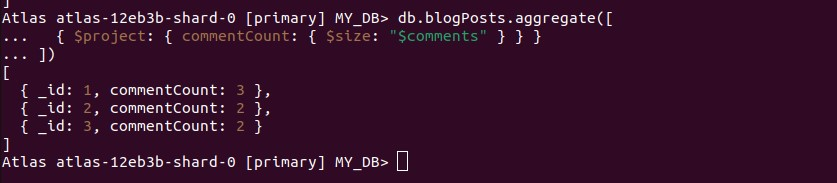 ]
Atlas atlas-12eb3b-shard-0 [primary] MY_DB> db.blogPosts.aggregate([
...   { $project: { commentCount: { $size: "$comments" } } }
... ])
[
  { _id: 1, commentCount: 3 },
  { _id: 2, commentCount: 2 },
  { _id: 3, commentCount: 2 }
]
Atlas atlas-12eb3b-shard-0 [primary] MY_DB>